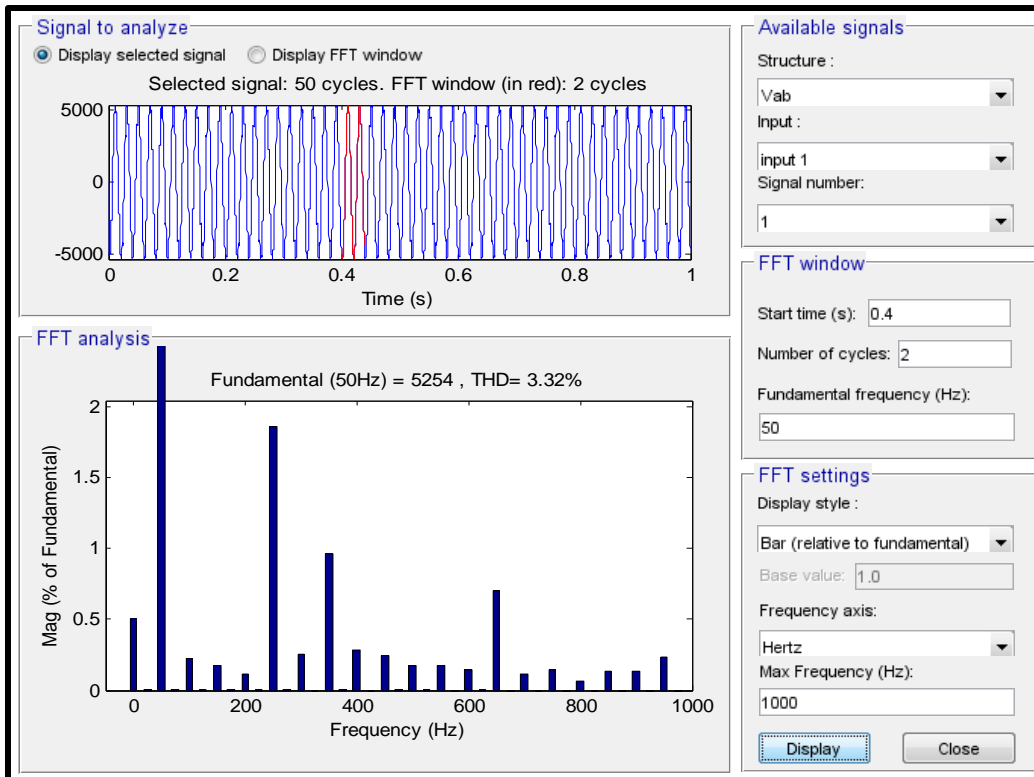 Signal to analyze
Display selected signal Display FFT window
Selected signal: 50 cycles. FFT window (in red): 2 cycles
5000
0
-5000
0 0.2 0.4 0.6 0.8 1
Time (s)
FFT analysis
Fundamental (50Hz) = 5254 , THD= 3.32%
2
1.5
1
0.5
0
Mag (% of Fundamental)
0 200 400 600 800 1000
Frequency (Hz)
Available signals
Structure :
Vab
Input :
input 1
Signal number:
1
FFT window
Start time (s): 0.4
Number of cycles: 2
Fundamental frequency (Hz):
50
FFT settings
Display style :
Bar (relative to fundamental)
Base value: 1.0
Frequency axis:
Hertz
Max Frequency (Hz):
1000
Display Close